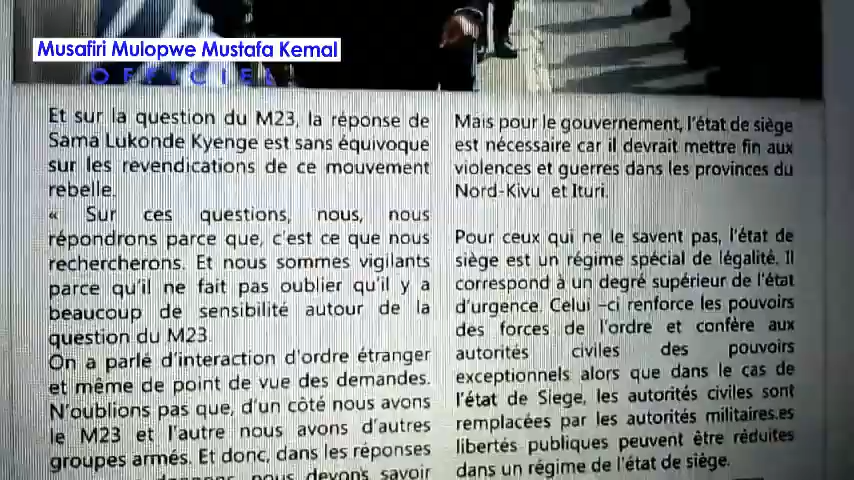 Musafiri Mulopwe Mustafa Kemal
OFFICIEL
Et sur la question du M23, la réponse de
Sama Lukonde Kyenge est sans équivoque
sur les revendications de ce mouvement
rebelle.
« Sur ces questions, nous, nous
répondrons parce que, c'est ce que nous
rechercherons. Et nous sommes vigilants
parce qu'il ne fait pas oublier qu'il y a
beaucoup de sensibilité autour de la
question du M23.
On a parlé d'interaction d'ordre étranger
et même de point de vue des demandes.
N'oublions pas que, d'un côté nous avons
le M23 et l'autre nous avons d'autres
groupes armés. Et donc, dans les réponses
nous devons savoir
Mais pour le gouvernement, l'état de siège
est nécessaire car il devrait mettre fin aux
violences et guerres dans les provinces du
Nord-Kivu et Ituri.
Pour ceux qui ne le savent pas, l'état de
siège est un régime spécial de légalité. Il
correspond à un degré supérieur de l'état
d'urgence. Celui –ci renforce les pouvoirs
des forces de l'ordre et confère aux
autorités civiles des pouvoirs
exceptionnels alors que dans le cas de
l'état de Siege, les autorités civiles sont
remplacées par les autorités militaires.es
libertés publiques peuvent être réduites
dans un régime de l'état de siège.